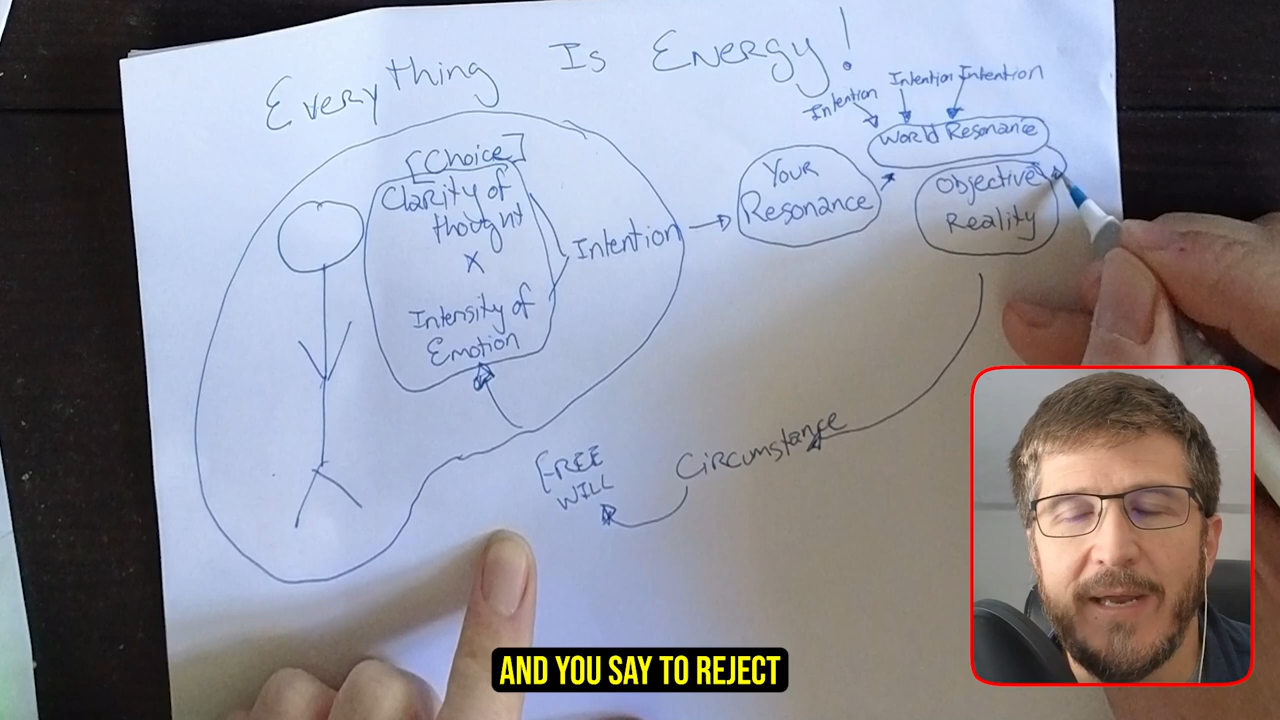 Everything Is Energy!
Intention Intention Intention
World Resonance
[Choice]
Clarity of
thought
x
Intensity of
Emotion
Intention
Your
Resonance
Objective
Reality
Circumstance
FREE
WILL
AND YOU SAY TO REJECT